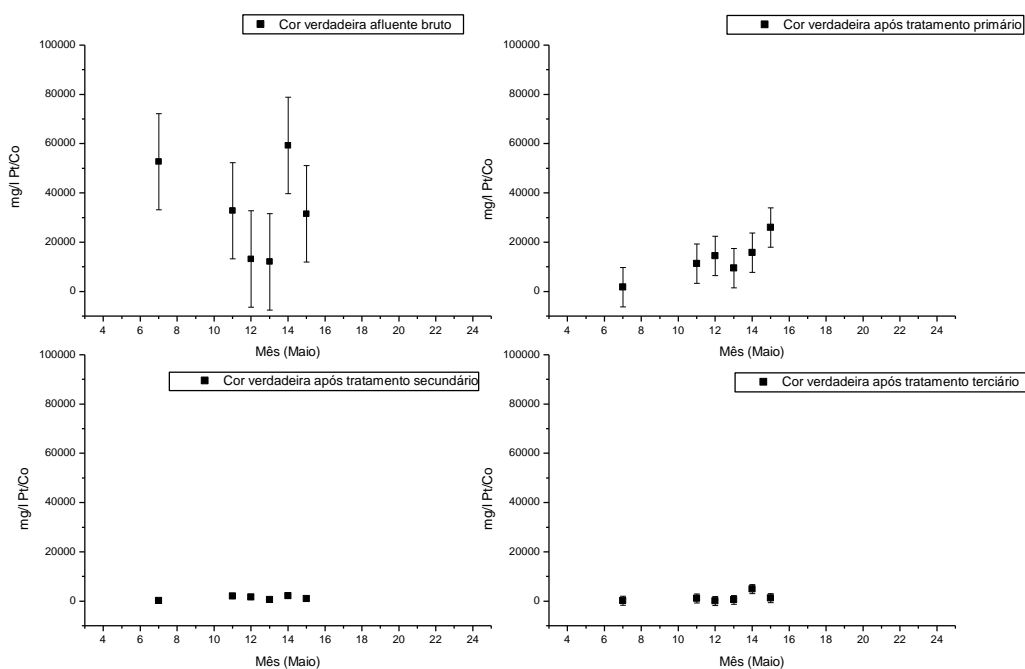 Cor verdadeira afluente bruto
100000
80000
60000
40000
20000
0
mg/l Pt/Co
4 6 8 10 12 14 16 18 20 22 24
Mês (Maio)
Cor verdadeira após tratamento primário
100000
80000
60000
40000
20000
0
mg/l Pt/Co
4 6 8 10 12 14 16 18 20 22 24
Mês (Maio)
Cor verdadeira após tratamento secundário
100000
80000
60000
40000
20000
0
mg/l Pt/Co
4 6 8 10 12 14 16 18 20 22 24
Mês (Maio)
Cor verdadeira após tratamento terciário
100000
80000
60000
40000
20000
0
mg/l Pt/Co
4 6 8 10 12 14 16 18 20 22 24
Mês (Maio)